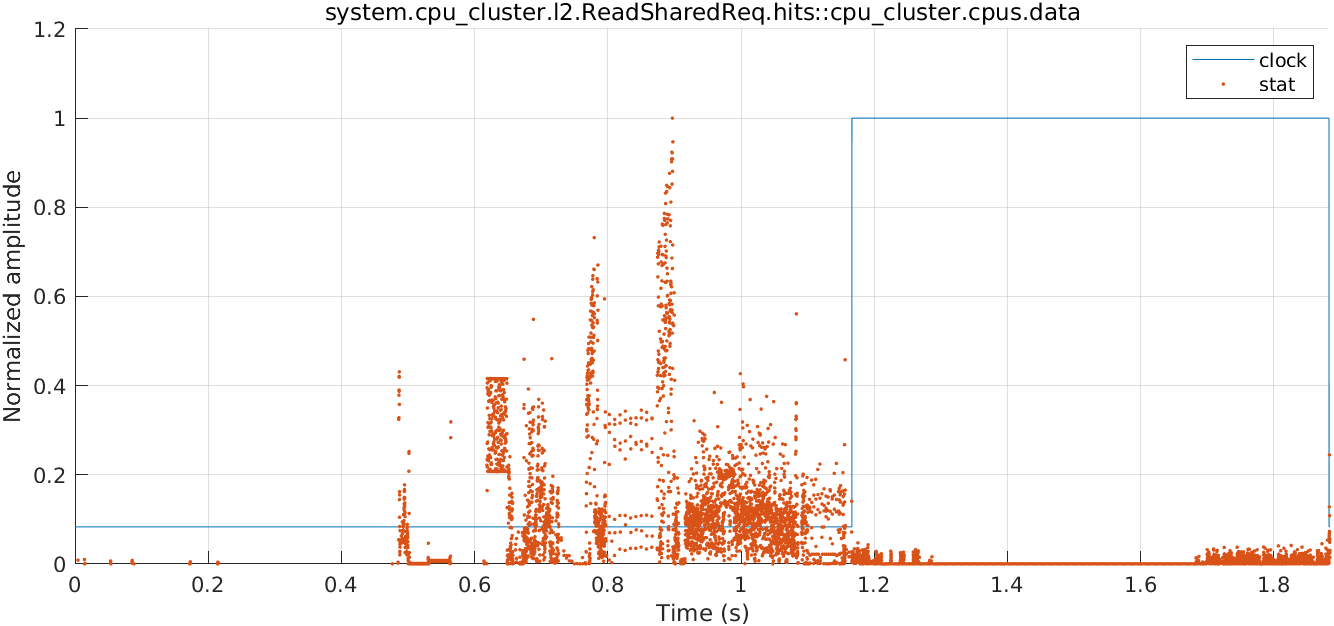 system.cpu_cluster.l2.ReadSharedReq.hits::cpu_cluster.cpus.data
1.2
1
0.8
0.6
0.4
0.2
0
Normalized amplitude
clock
stat
0 0.2 0.4 0.6 0.8 1 1.2 1.4 1.6 1.8
Time (s)